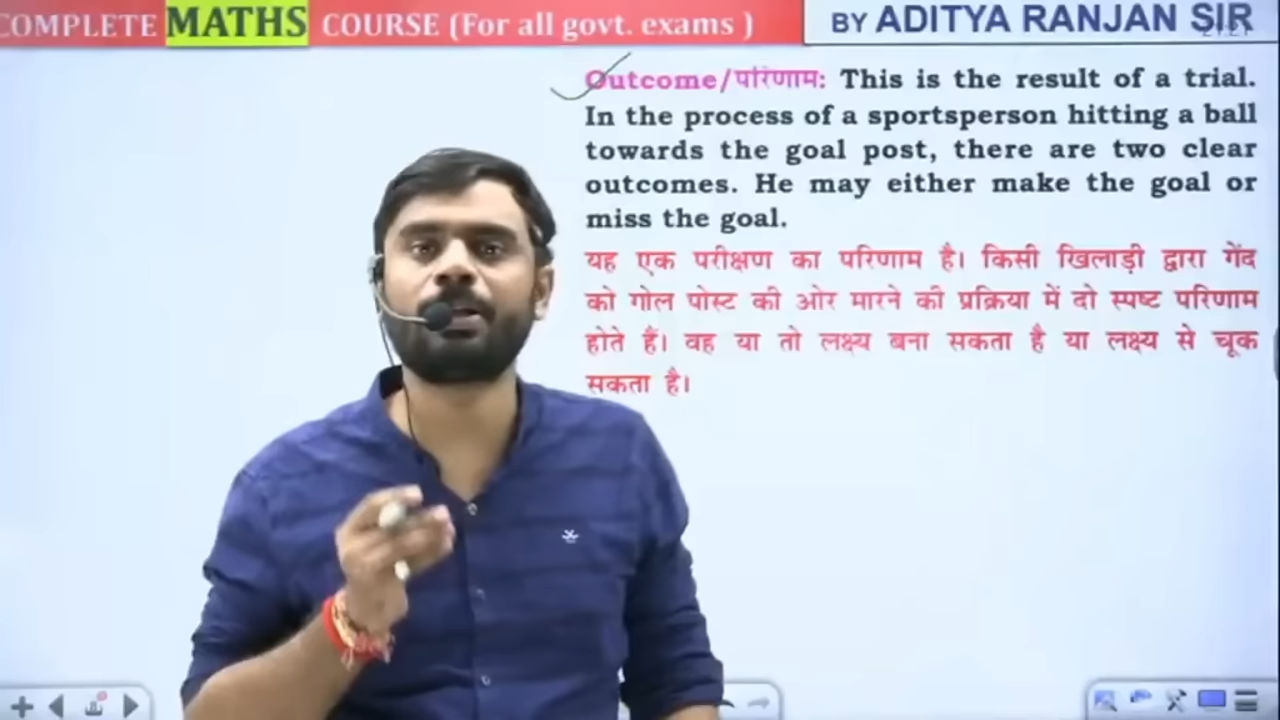 COMPLETE MATHS COURSE (For all govt. exams )
BY ADITYA RANJAN SIR
Outcome/परिणाम: This is the result of a trial.
In the process of a sportsperson hitting a ball
towards the goal post, there are two clear
outcomes. He may either make the goal or
miss the goal.
यह एक परीक्षण का परिणाम है। किसी खिलाड़ी द्वारा गेंद
को गोल पोस्ट की ओर मारने की प्रक्रिया में दो स्पष्ट परिणाम
होते हैं। वह या तो लक्ष्य बना सकता है या लक्ष्य से चूक
सकता है।